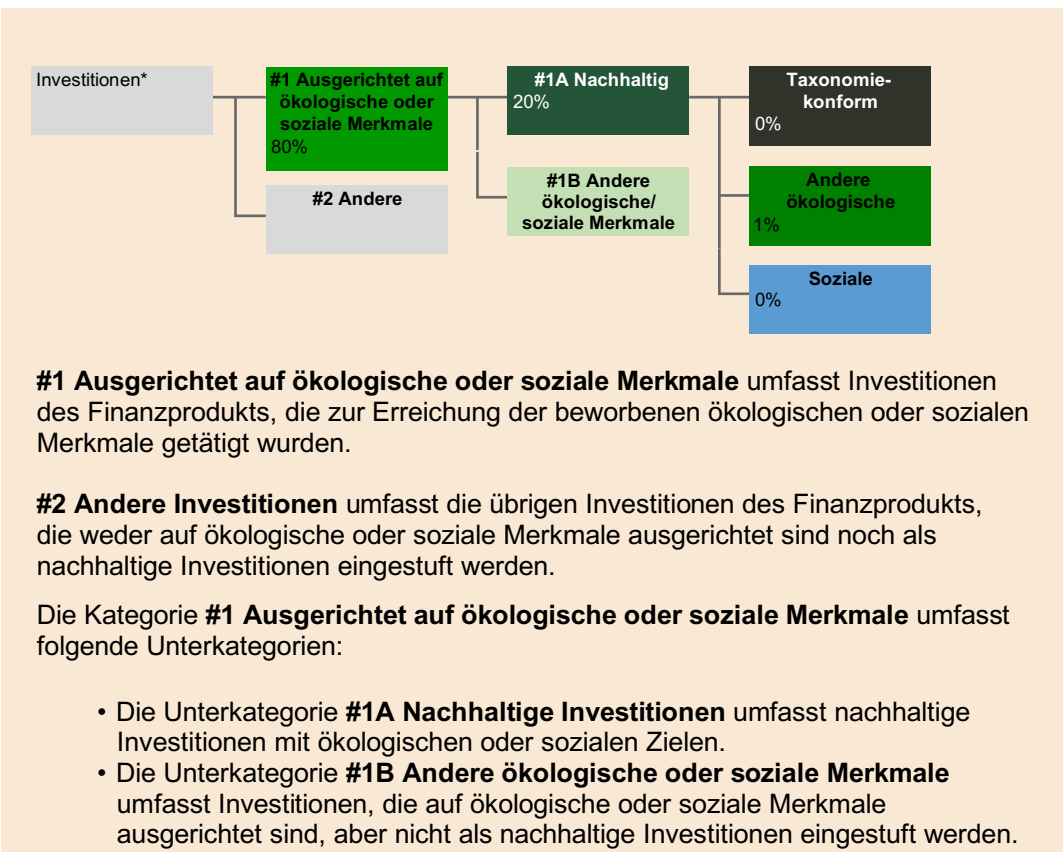 Investitionen*
#1 Ausgerichtet auf
ökologische oder
soziale Merkmale
80%
#2 Andere
#1A Nachhaltig
20%
#1B Andere
ökologische/
soziale Merkmale
Taxonomie-
konform
0%
Andere
ökologische
1%
Soziale
0%
#1 Ausgerichtet auf ökologische oder soziale Merkmale umfasst Investitionen
des Finanzprodukts, die zur Erreichung der beworbenen ökologischen oder sozialen
Merkmale getätigt wurden.
#2 Andere Investitionen umfasst die übrigen Investitionen des Finanzprodukts,
die weder auf ökologische oder soziale Merkmale ausgerichtet sind noch als
nachhaltige Investitionen eingestuft werden.
Die Kategorie #1 Ausgerichtet auf ökologische oder soziale Merkmale umfasst
folgende Unterkategorien:
• Die Unterkategorie #1A Nachhaltige Investitionen umfasst nachhaltige
Investitionen mit ökologischen oder sozialen Zielen.
• Die Unterkategorie #1B Andere ökologische oder soziale Merkmale
umfasst Investitionen, die auf ökologische oder soziale Merkmale
ausgerichtet sind, aber nicht als nachhaltige Investitionen eingestuft werden.